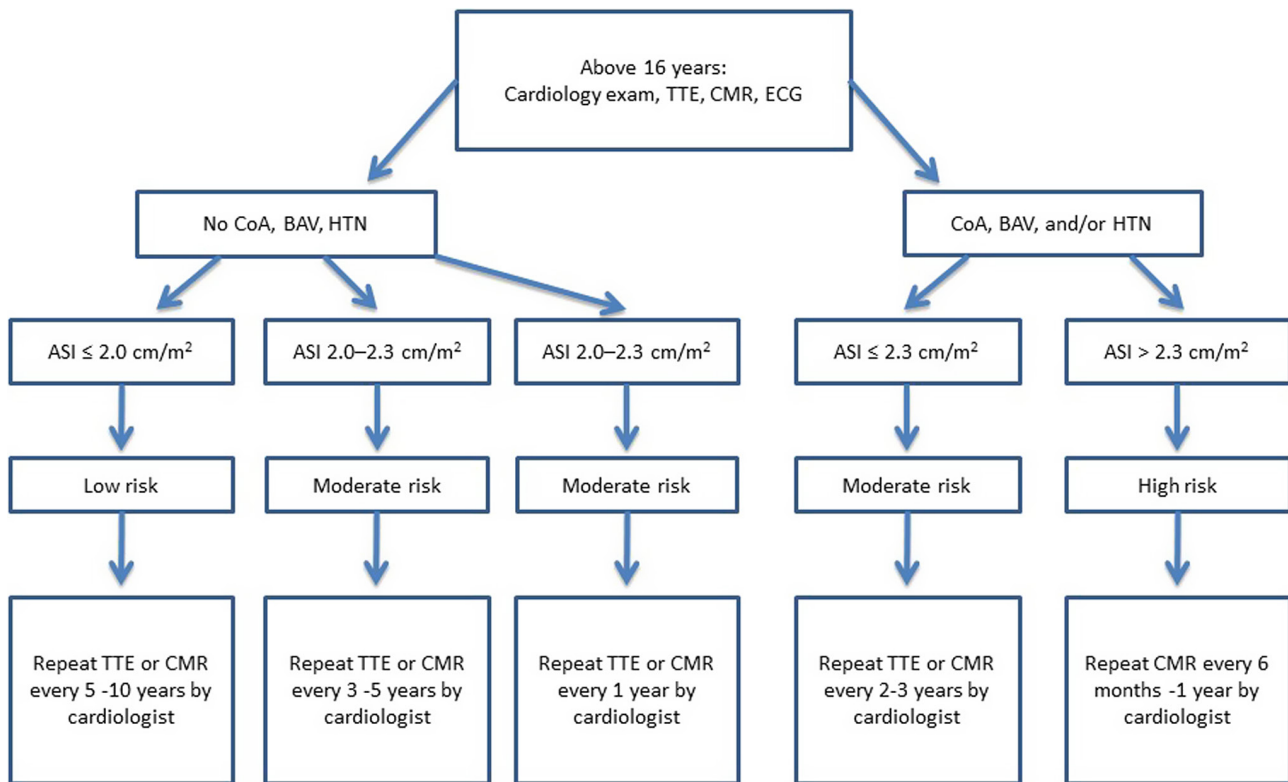 Above 16 years:
Cardiology exam, TTE, CMR, ECG
No CoA, BAV, HTN
CoA, BAV, and/or HTN
ASI ≤ 2.0 cm/m²
ASI 2.0–2.3 cm/m²
ASI 2.0–2.3 cm/m²
ASI ≤ 2.3 cm/m²
ASI > 2.3 cm/m²
Low risk
Moderate risk
Moderate risk
Moderate risk
High risk
Repeat TTE or CMR
every 5 -10 years by
cardiologist
Repeat TTE or CMR
every 3 -5 years by
cardiologist
Repeat TTE or CMR
every 1 year by
cardiologist
Repeat TTE or CMR
every 2-3 years by
cardiologist
Repeat CMR every 6
months -1 year by
cardiologist